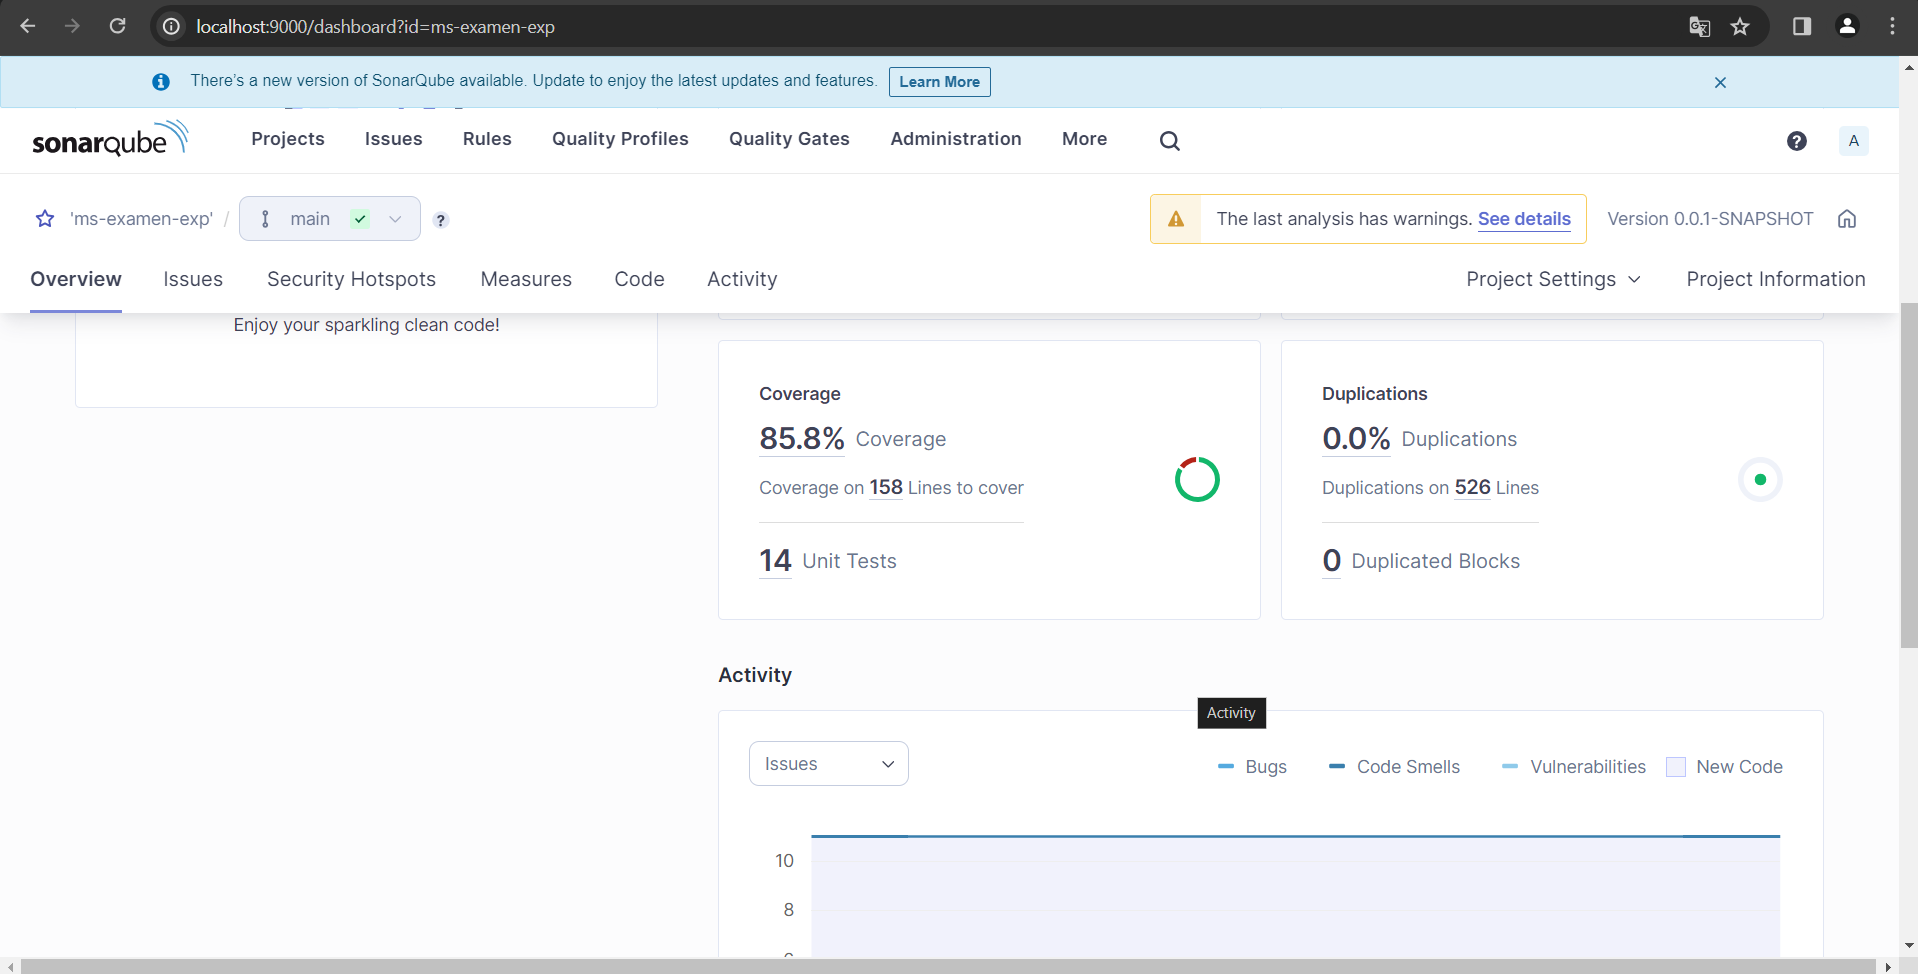 localhost:9000/dashboard?id=ms-examen-exp
There's a new version of SonarQube available. Update to enjoy the latest updates and features. Learn More
sonarqube Projects Issues Rules Quality Profiles Quality Gates Administration More ? A
'ms-examen-exp' / main ? The last analysis has warnings. See details Version 0.0.1-SNAPSHOT
Overview Issues Security Hotspots Measures Code Activity Project Settings Project Information
Enjoy your sparkling clean code!
Coverage
85.8% Coverage
Coverage on 158 Lines to cover
14 Unit Tests
Duplications
0.0% Duplications
Duplications on 526 Lines
0 Duplicated Blocks
Activity
Activity
Issues Bugs Code Smells Vulnerabilities New Code
10
8